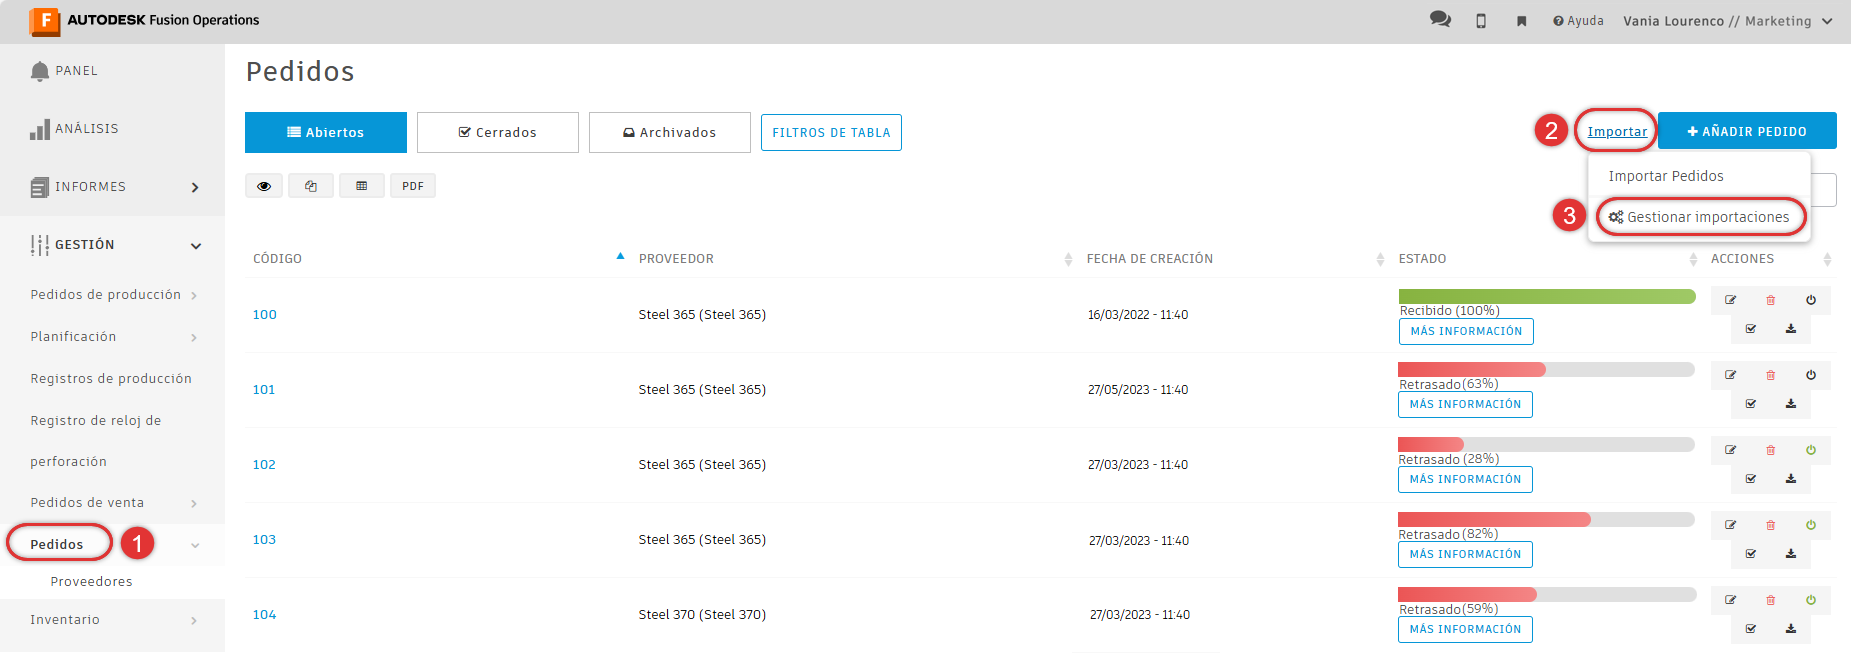 F AUTODESK Fusion Operations
Ayuda
Vania Lourenco // Marketing
PANEL
ANÁLISIS
INFORMES
GESTIÓN
Pedidos de producción
Planificación
Registros de producción
Registro de reloj de
perforación
Pedidos de venta
Pedidos
1
Proveedores
Inventario
Pedidos
Abiertos
Cerrados
Archivados
FILTROS DE TABLA
2
Importar
AÑADIR PEDIDO
Importar Pedidos
3
Gestionar importaciones
PDF
CÓDIGO PROVEEDOR FECHA DE CREACIÓN ESTADO ACCIONES
100 Steel 365 (Steel 365) 16/03/2022 - 11:40 Recibido (100%)
MÁS INFORMACIÓN
101 Steel 365 (Steel 365) 27/05/2023 - 11:40 Retrasado (63%)
MÁS INFORMACIÓN
102 Steel 365 (Steel 365) 27/03/2023 - 11:40 Retrasado (28%)
MÁS INFORMACIÓN
103 Steel 365 (Steel 365) 27/03/2023 - 11:40 Retrasado (82%)
MÁS INFORMACIÓN
104 Steel 370 (Steel 370) 27/03/2023 - 11:40 Retrasado (59%)
MÁS INFORMACIÓN